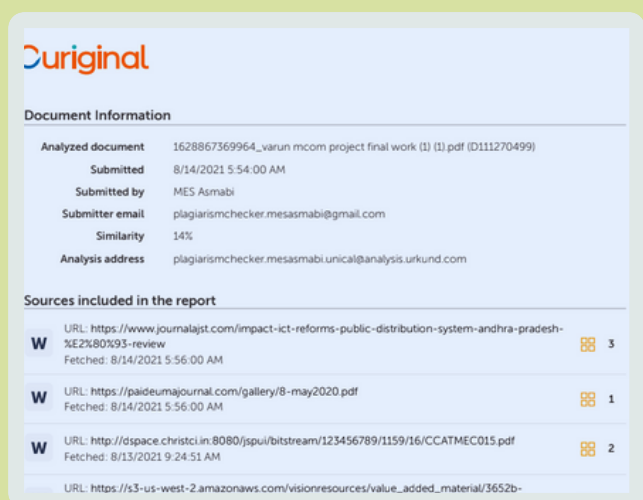 Ouriginal
Document Information
Analyzed document 1628867369964_varun mcom project final work (1) (1).pdf (D111270499)
Submitted 8/14/2021 5:54:00 AM
Submitted by MES Asmabi
Submitter email plagiarismchecker.mesasmabi@gmail.com
Similarity 14%
Analysis address plagiarismchecker.mesasmabi.unical@analysis.urkund.com
Sources included in the report
W URL: https://www.journalajst.com/impact-ict-reforms-public-distribution-system-andhra-pradesh-
%E2%80%93-review 3
Fetched: 8/14/2021 5:56:00 AM
W URL: https://paideumajournal.com/gallery/8-may2020.pdf 1
Fetched: 8/14/2021 5:56:00 AM
W URL: http://dspace.christci.in:8080/jspui/bitstream/123456789/1159/16/CCATMEC015.pdf 2
Fetched: 8/13/2021 9:24:51 AM
URL: https://s3-us-west-2.amazonaws.com/visionresources/value_added_material/3652b-